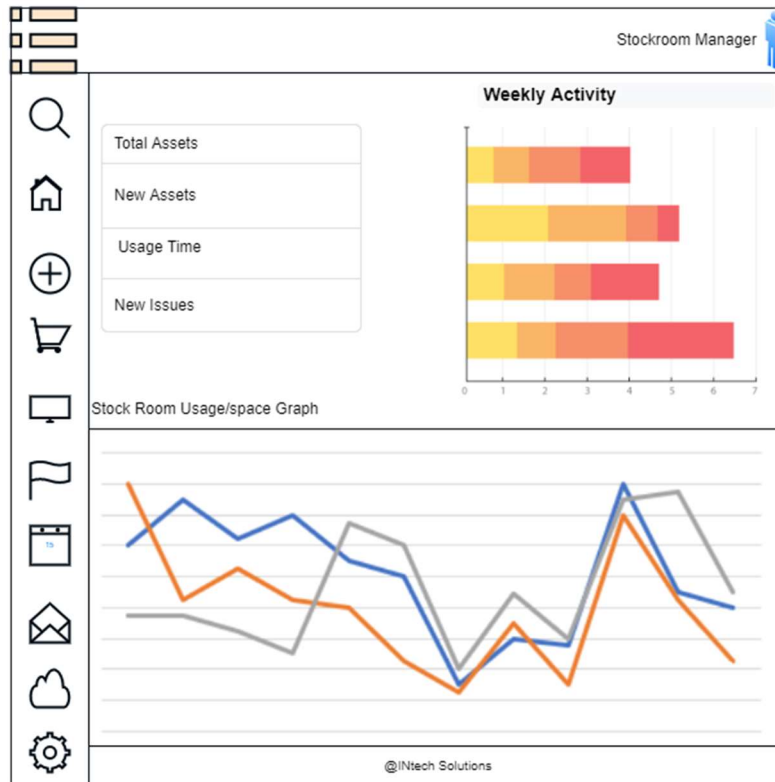 Stockroom Manager
Weekly Activity
Total Assets
New Assets
Usage Time
New Issues
0 1 2 3 4 5 6 7
Stock Room Usage/space Graph
@INtech Solutions